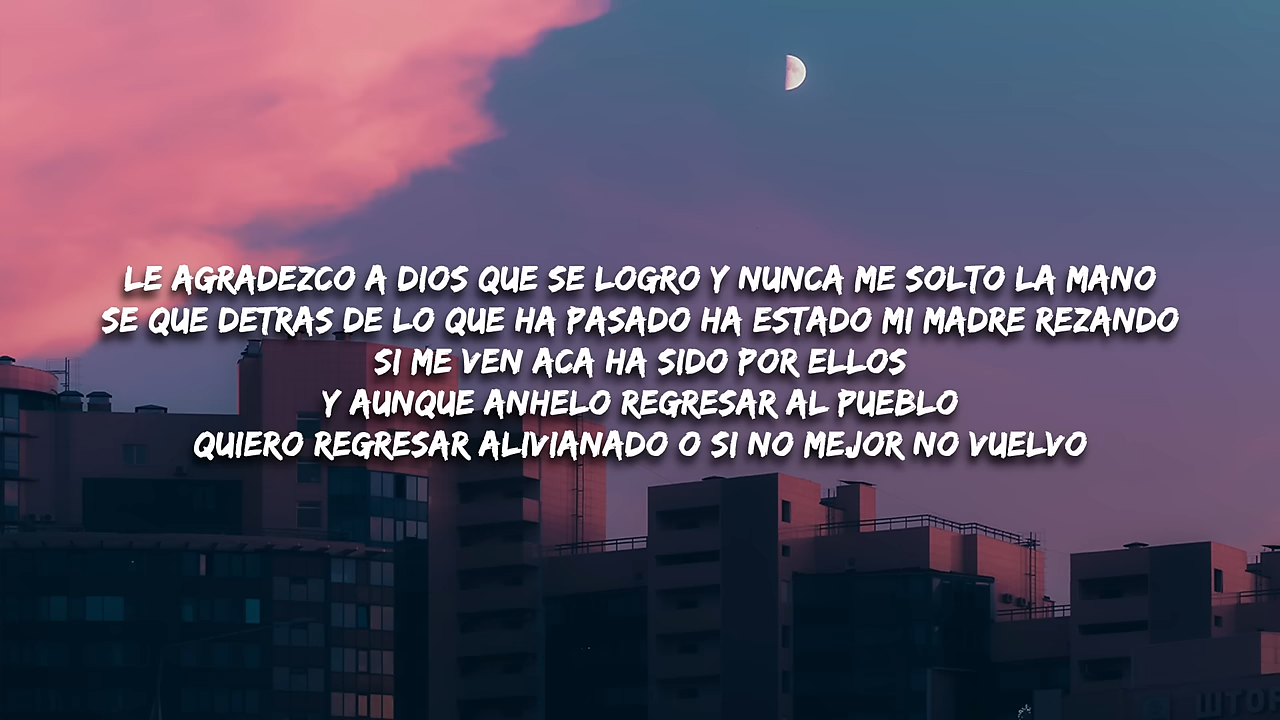 LE AGRADEZCO A DIOS QUE SE LOGRO Y NUNCA ME SOLTO LA MANO
SE QUE DETRAS DE LO QUE HA PASADO HA ESTADO MI MADRE REZANDO
SI ME VEN ACA HA SIDO POR ELLOS
Y AUNQUE ANHELO REGRESAR AL PUEBLO
QUIERO REGRESAR ALIVIANADO O SI NO MEJOR NO VUELVO